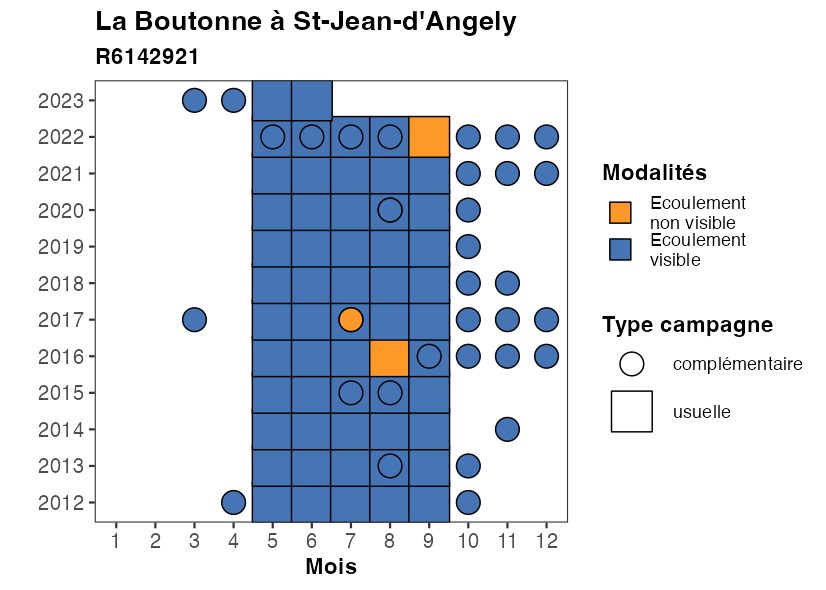 La Boutonne à St-Jean-d'Angely
R6142921
2023
2022
2021
2020
2019
2018
2017
2016
2015
2014
2013
2012
1 2 3 4 5 6 7 8 9 10 11 12
Mois
Modalités
Ecoulement
non visible
Ecoulement
visible
Type campagne
complémentaire
usuelle